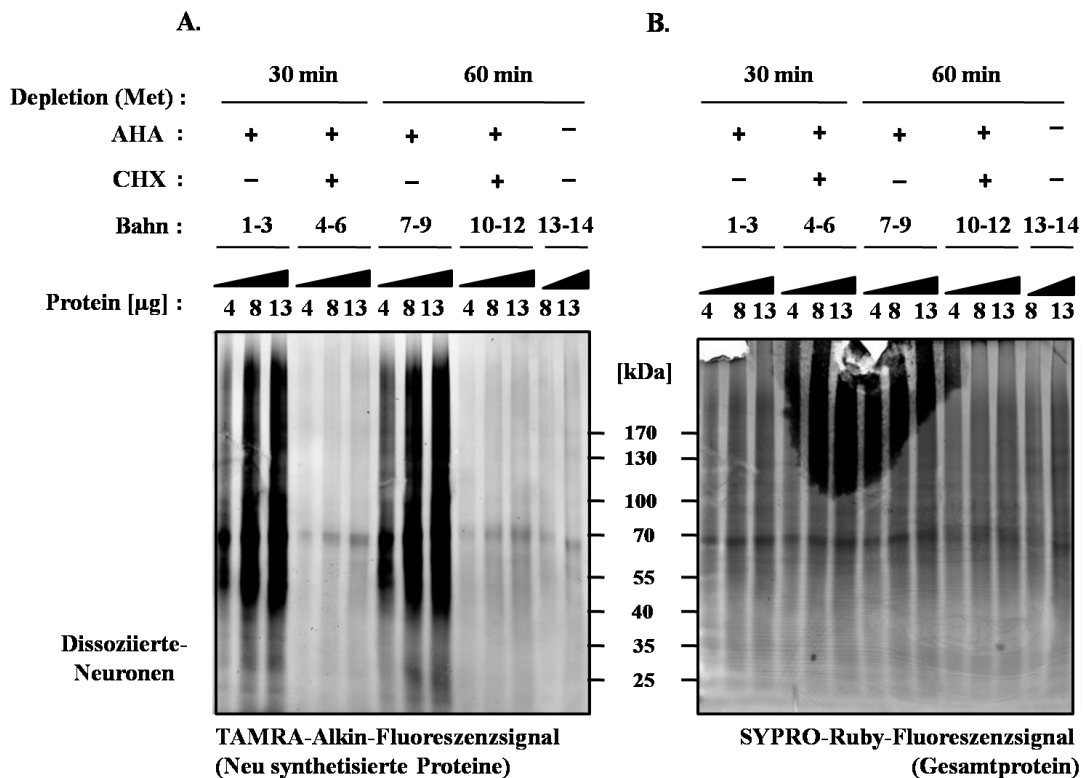 A. B.
30 min 60 min 30 min 60 min
Depletion (Met) :
AHA : + + + + – + + + + –
CHX : – + – + – – + – + –
Bahn : 1-3 4-6 7-9 10-12 13-14 1-3 4-6 7-9 10-12 13-14
Protein [µg] : 4 8 13 4 8 13 4 8 13 4 8 13 8 13 4 8 13 4 8 13 4 8 13 4 8 13 8 13
[kDa]
170
130
100
70
55
40
35
25
Dissoziierte-
Neuronen
TAMRA-Alkin-Fluoreszenzsignal
(Neu synthetisierte Proteine)
SYPRO-Ruby-Fluoreszenzsignal
(Gesamtprotein)